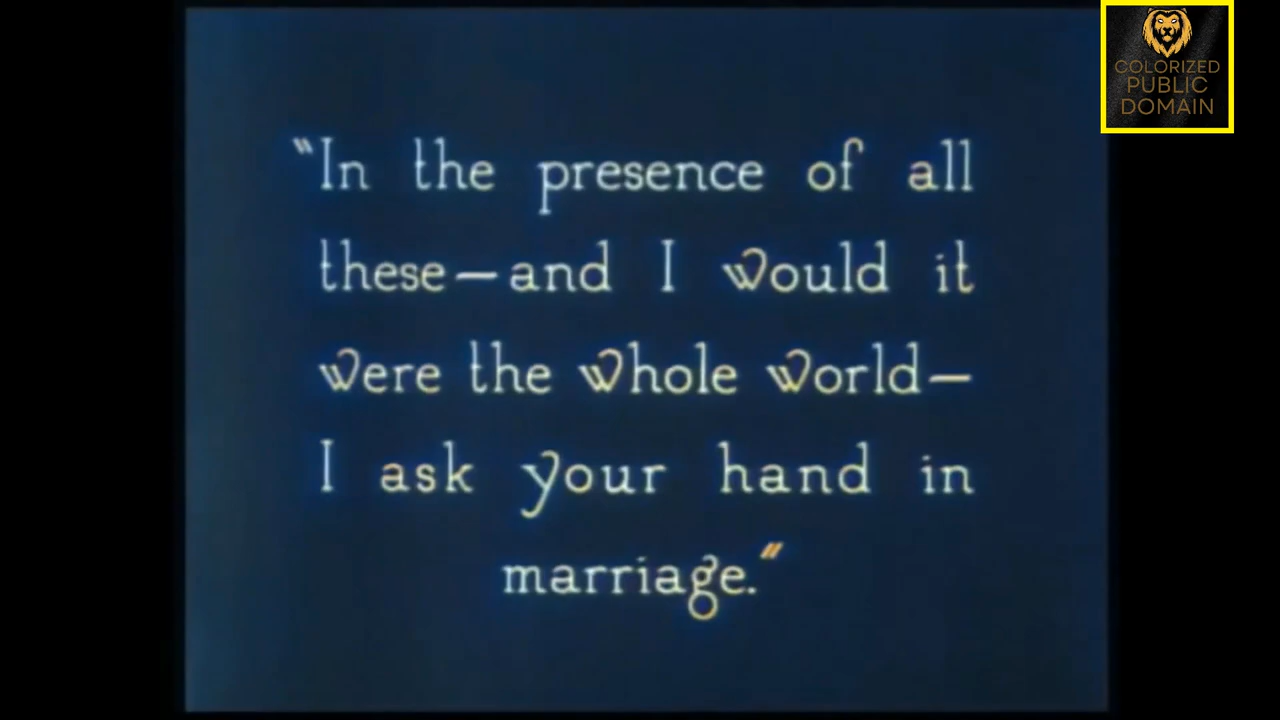 "In the presence of all
these—and I would it
were the whole world—
I ask your hand in
marriage."
COLORIZED
PUBLIC
DOMAIN